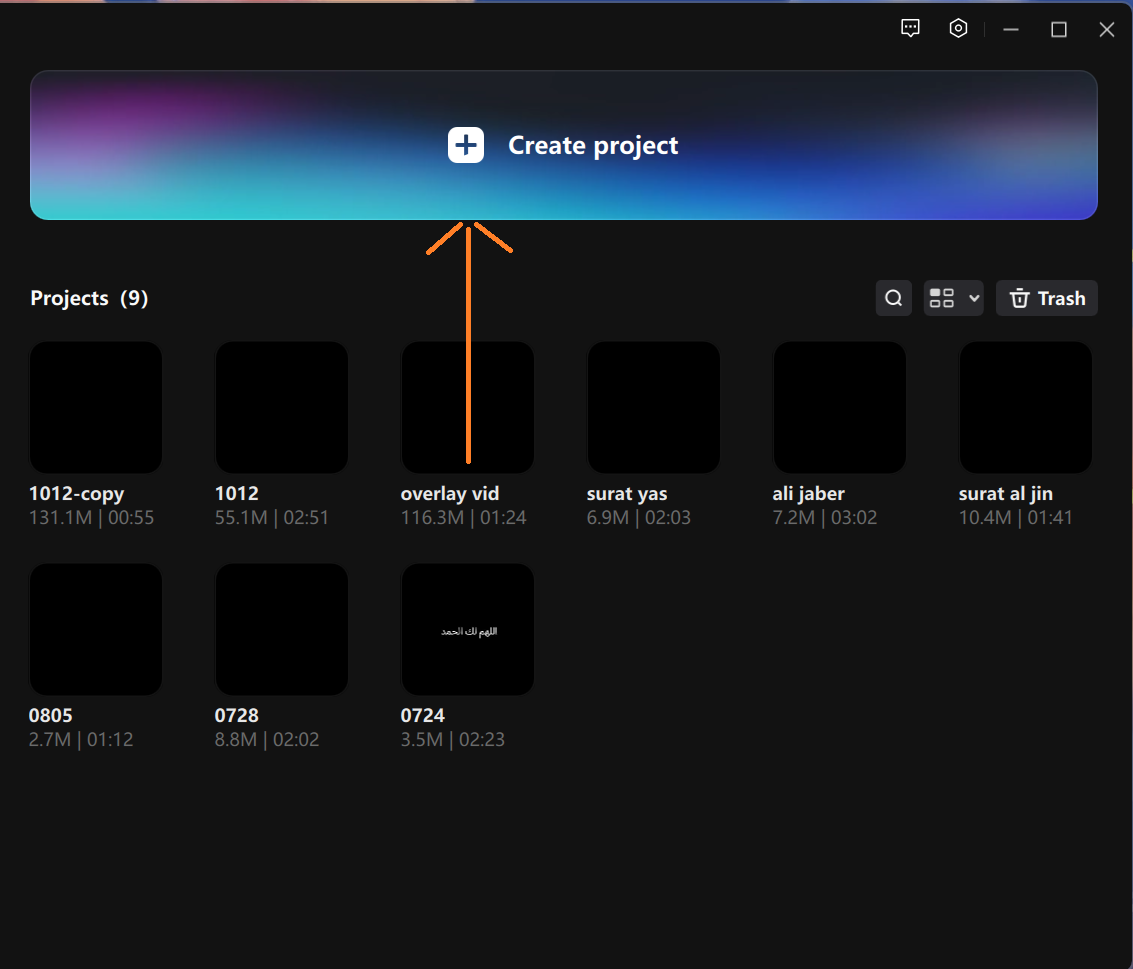 Create project
Projects (9)
Trash
1012-copy
131.1M | 00:55
1012
55.1M | 02:51
overlay vid
116.3M | 01:24
surat yas
6.9M | 02:03
ali jaber
7.2M | 03:02
surat al jin
10.4M | 01:41
اللهم لك الحمد
0805
2.7M | 01:12
0728
8.8M | 02:02
0724
3.5M | 02:23